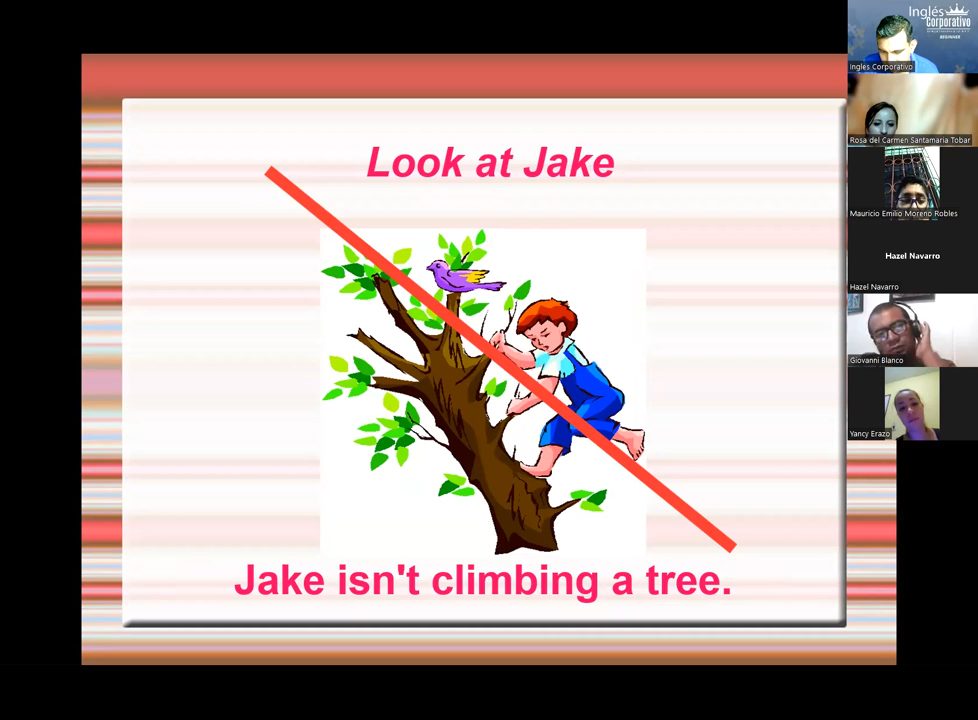 Look at Jake
Jake isn't climbing a tree.
Inglés
Corporativo
BEGINNER
Ingles Corporativo
Rosa del Carmen Santamaria Tobar
Mauricio Emilio Moreno Robles
Hazel Navarro
Hazel Navarro
Giovanni Blanco
Yancy Erazo